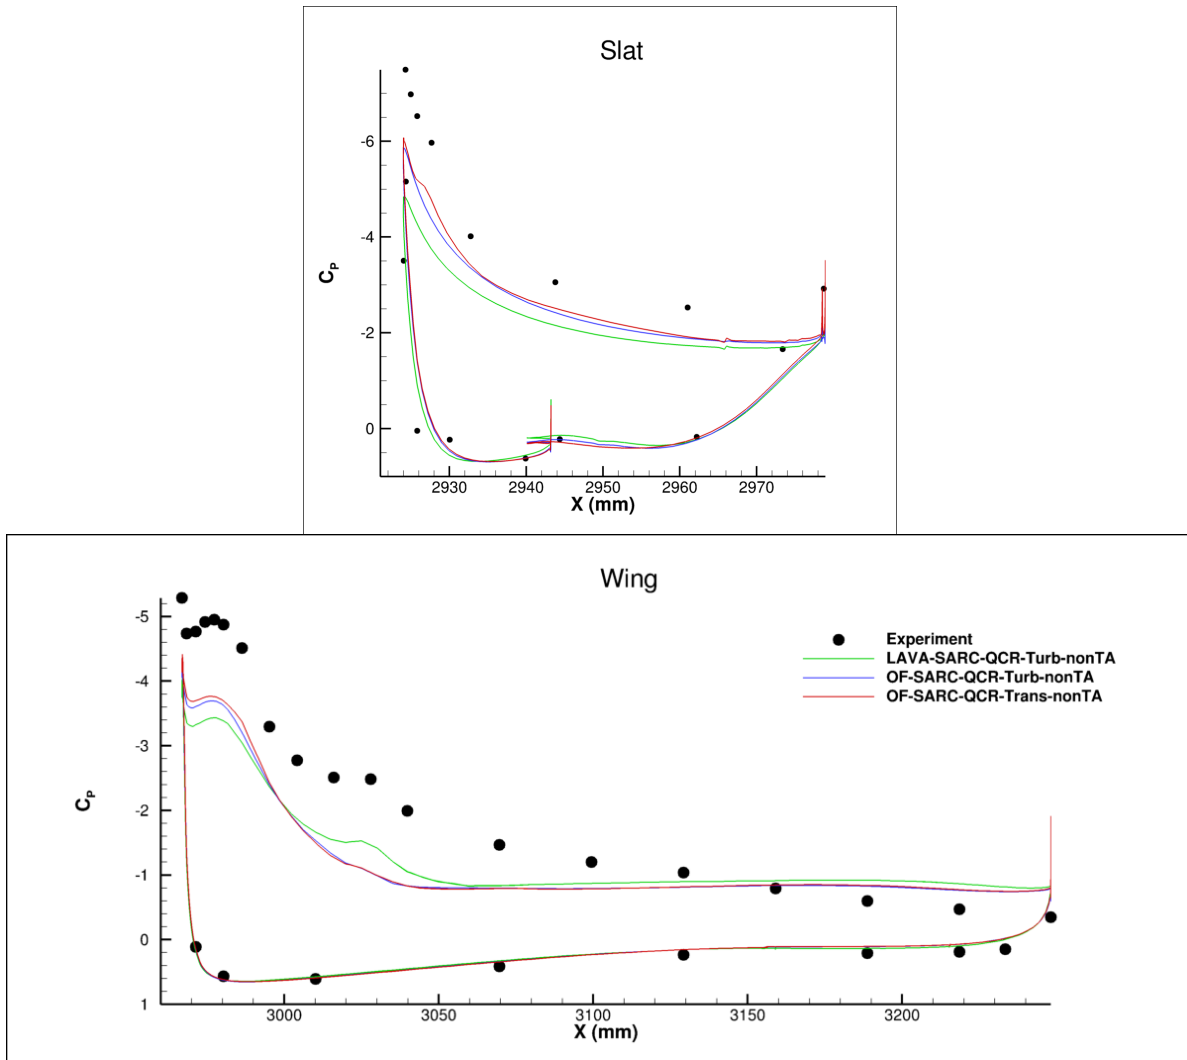 Slat
-6
-4
-2
0
C_P
2930 2940 2950 2960 2970
X (mm)
Wing
-5
-4
-3
-2
-1
0
1
C_P
Experiment
LAVA-SARC-QCR-Turb-nonTA
OF-SARC-QCR-Turb-nonTA
OF-SARC-QCR-Trans-nonTA
3000 3050 3100 3150 3200
X (mm)